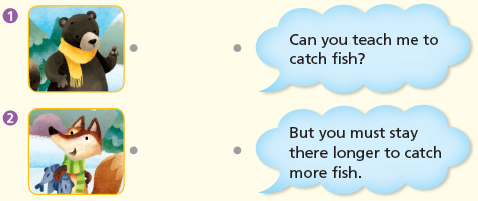 1
Can you teach me to
catch fish?
2
But you must stay
there longer to catch
more fish.